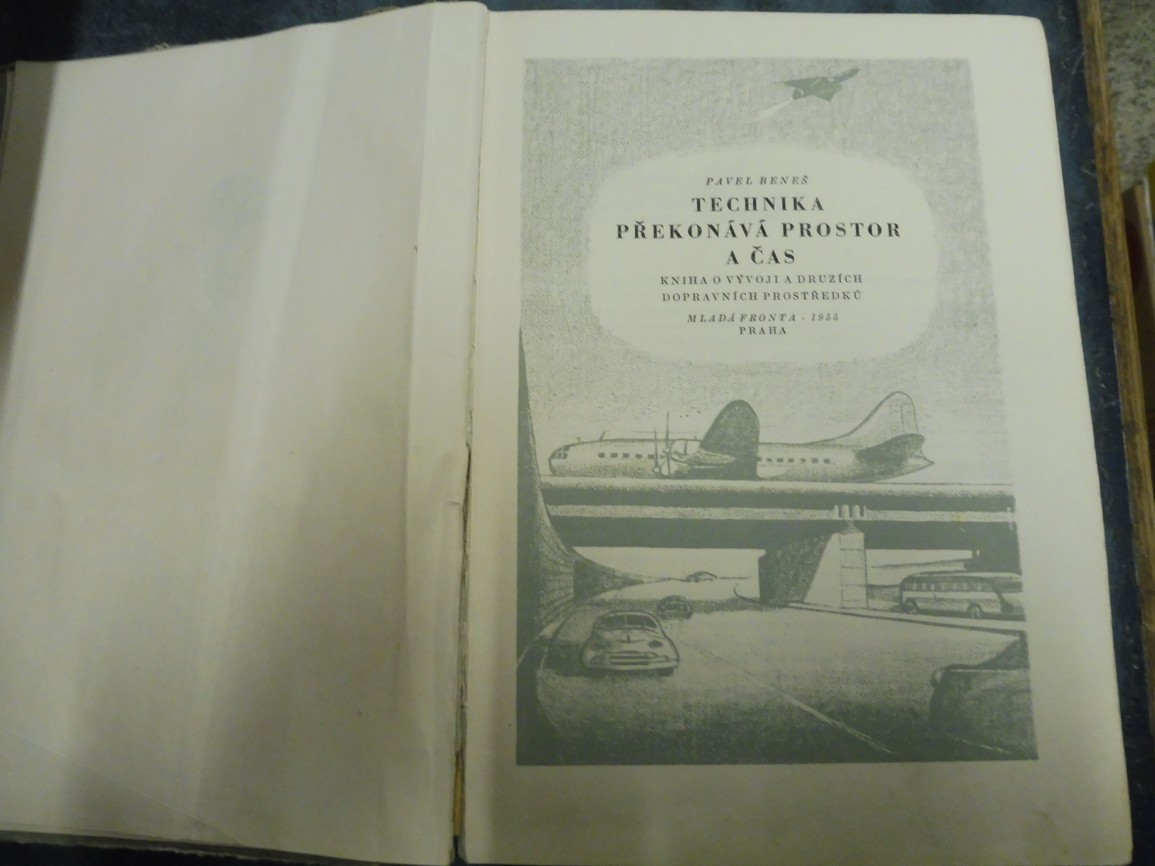 PAVEL BENEŠ
TECHNIKA
PŘEKONÁVÁ PROSTOR
A ČAS
KNIHA O VÝVOJI A DRUZÍCH
DOPRAVNÍCH PROSTŘEDKŮ
MLADÁ FRONTA - 1955
PRAHA